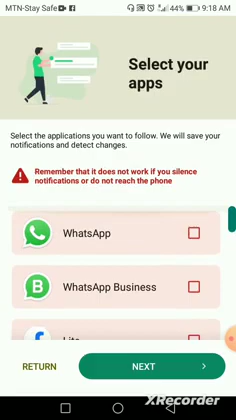 MTN-Stay Safe
44% 9:18 AM
Select your
apps
Select the applications you want to follow. We will save your
notifications and detect changes.
Remember that it does not work if you silence
notifications or do not reach the phone
WhatsApp
B
WhatsApp Business
f
Lite
RETURN
NEXT
XRecorder